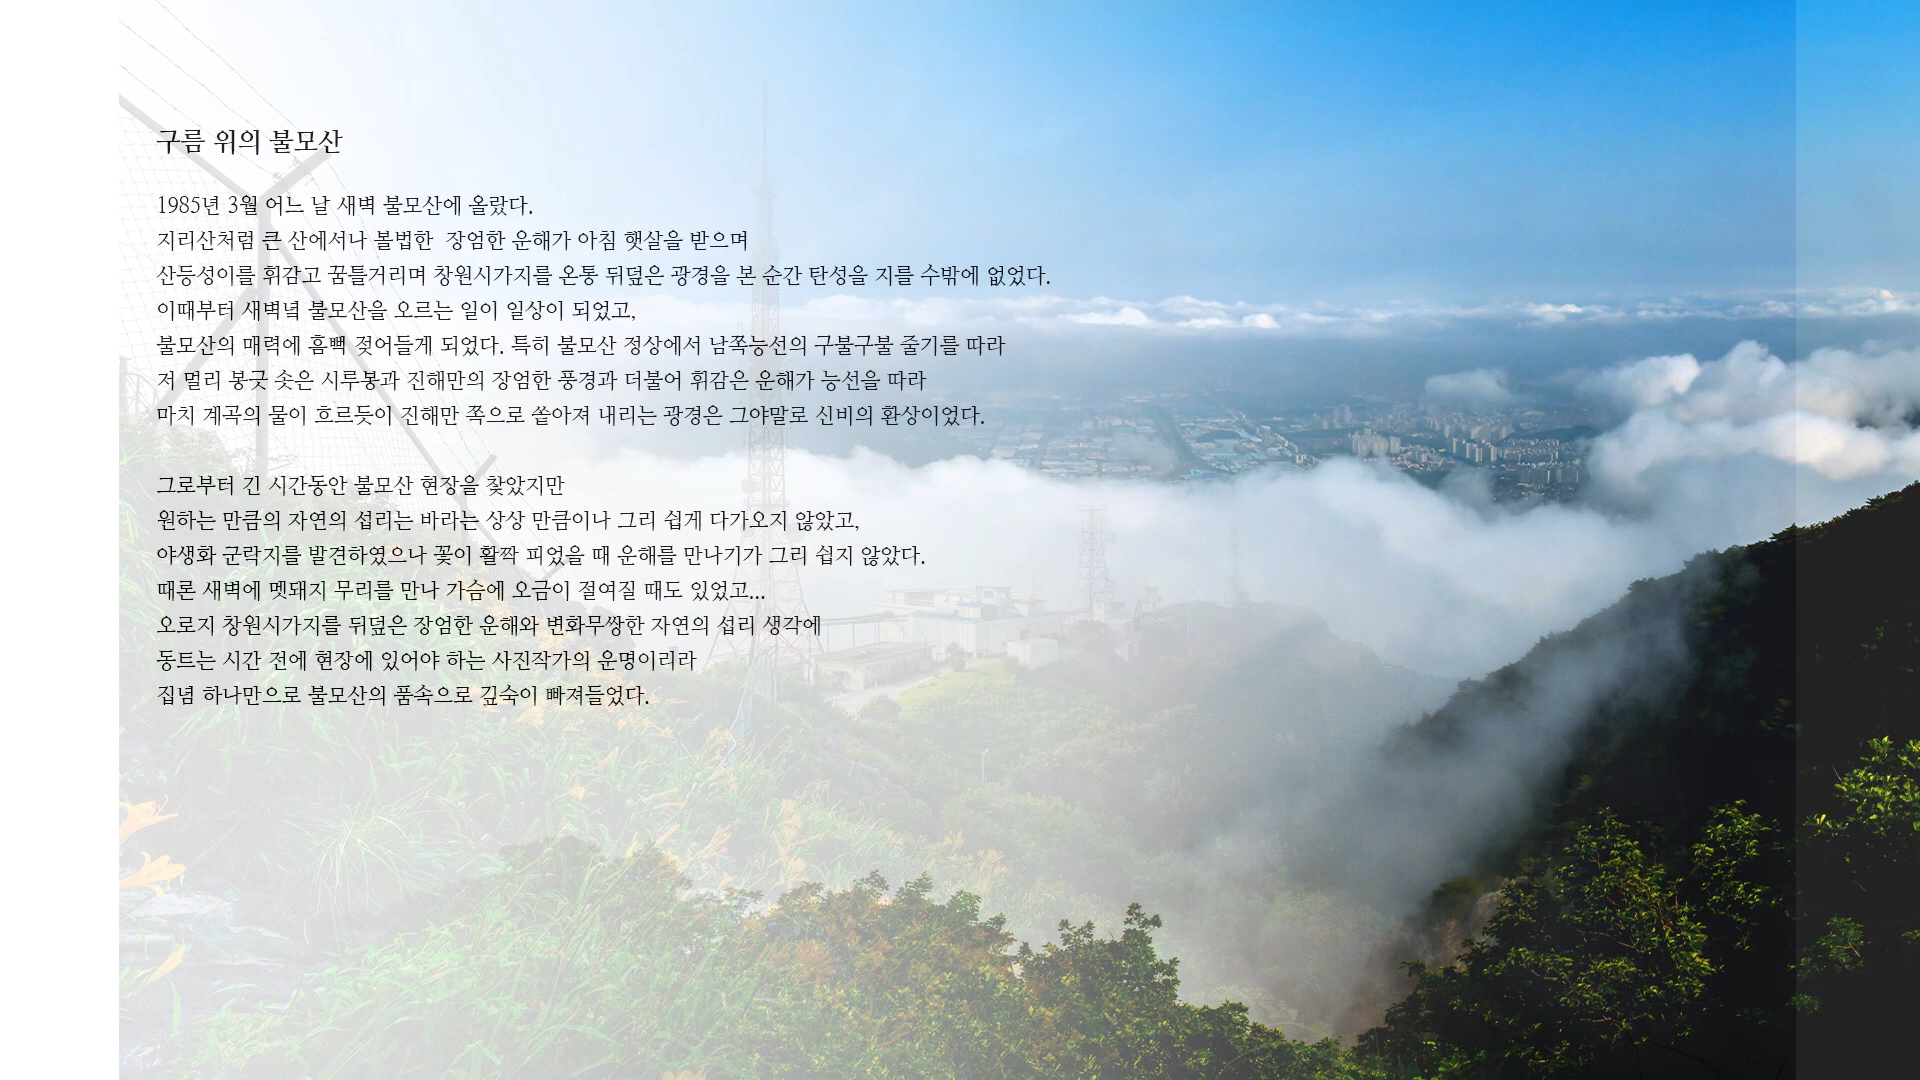 구름 위의 불모산
1985년 3월 어느 날 새벽 불모산에 올랐다.
지리산처럼 큰 산에서나 볼법한 장엄한 운해가 아침 햇살을 받으며
산등성이를 휘감고 꿈틀거리며 창원시가지를 온통 뒤덮은 광경을 본 순간 탄성을 지를 수밖에 없었다.
이때부터 새벽녘 불모산을 오르는 일이 일상이 되었고,
불모산의 매력에 흠뻑 젖어들게 되었다. 특히 불모산 정상에서 남쪽능선의 구불구불 줄기를 따라
저 멀리 봉긋 솟은 시루봉과 진해만의 장엄한 풍경과 더불어 휘감은 운해가 능선을 따라
마치 계곡의 물이 흐르듯이 진해만 쪽으로 쏟아져 내리는 광경은 그야말로 신비의 환상이었다.
그로부터 긴 시간동안 불모산 현장을 찾았지만
원하는 만큼의 자연의 섭리는 바라는 상상 만큼이나 그리 쉽게 다가오지 않았고,
야생화 군락지를 발견하였으나 꽃이 활짝 피었을 때 운해를 만나기가 그리 쉽지 않았다.
때론 새벽에 멧돼지 무리를 만나 가슴에 오금이 절여질 때도 있었고...
오로지 창원시가지를 뒤덮은 장엄한 운해와 변화무쌍한 자연의 섭리 생각에
동트는 시간 전에 현장에 있어야 하는 사진작가의 운명이리라
집념 하나만으로 불모산의 품속으로 깊숙이 빠져들었다.